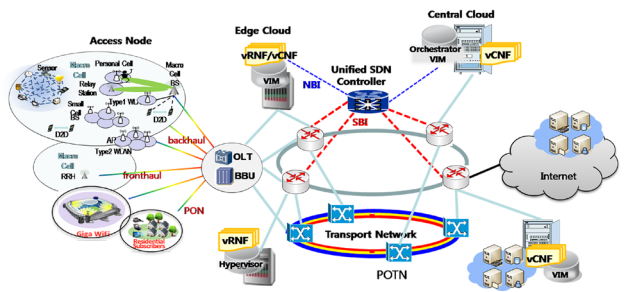 Access Node
Sensor
Macro
Cell
Personal Cell
Relay
Station
Macro
Cell
BS
Small
Cell
BS
Type1 WL
D2D
D2D
AP
Type2 WLAN
Macro
Cell
RRH
Giga WiFi
Residential
Subscribers
backhaul
fronthaul
PON
OLT
BBU
Edge Cloud
vRNF/vCNF
VIM
NBI
Unified SDN
Controller
SBI
Central Cloud
Orchestrator
VIM
vCNF
Internet
Transport Network
POTN
vRNF
Hypervisor
vCNF
VIM